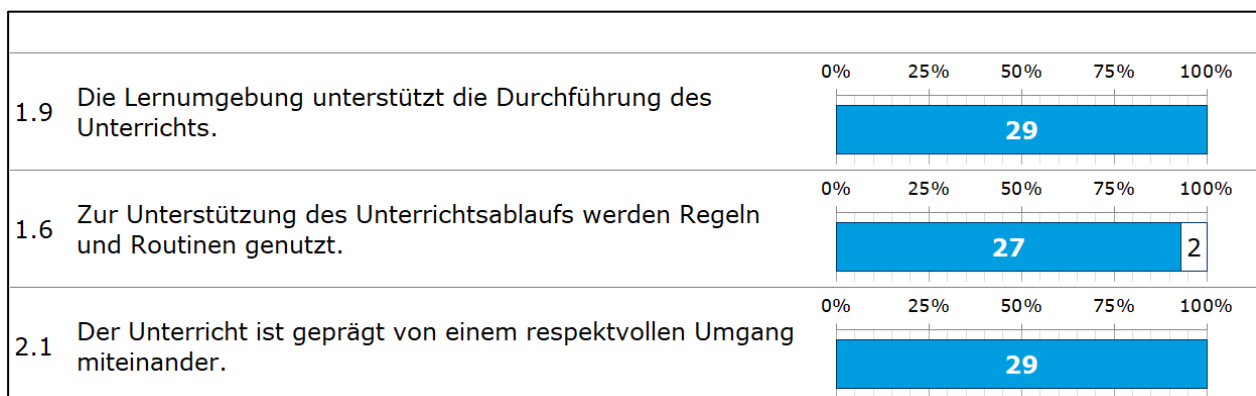 0% 25% 50% 75% 100%
1.9 Die Lernumgebung unterstützt die Durchführung des
Unterrichts.
29
0% 25% 50% 75% 100%
1.6 Zur Unterstützung des Unterrichtsablaufs werden Regeln
und Routinen genutzt.
27 2
0% 25% 50% 75% 100%
2.1 Der Unterricht ist geprägt von einem respektvollen Umgang
miteinander.
29